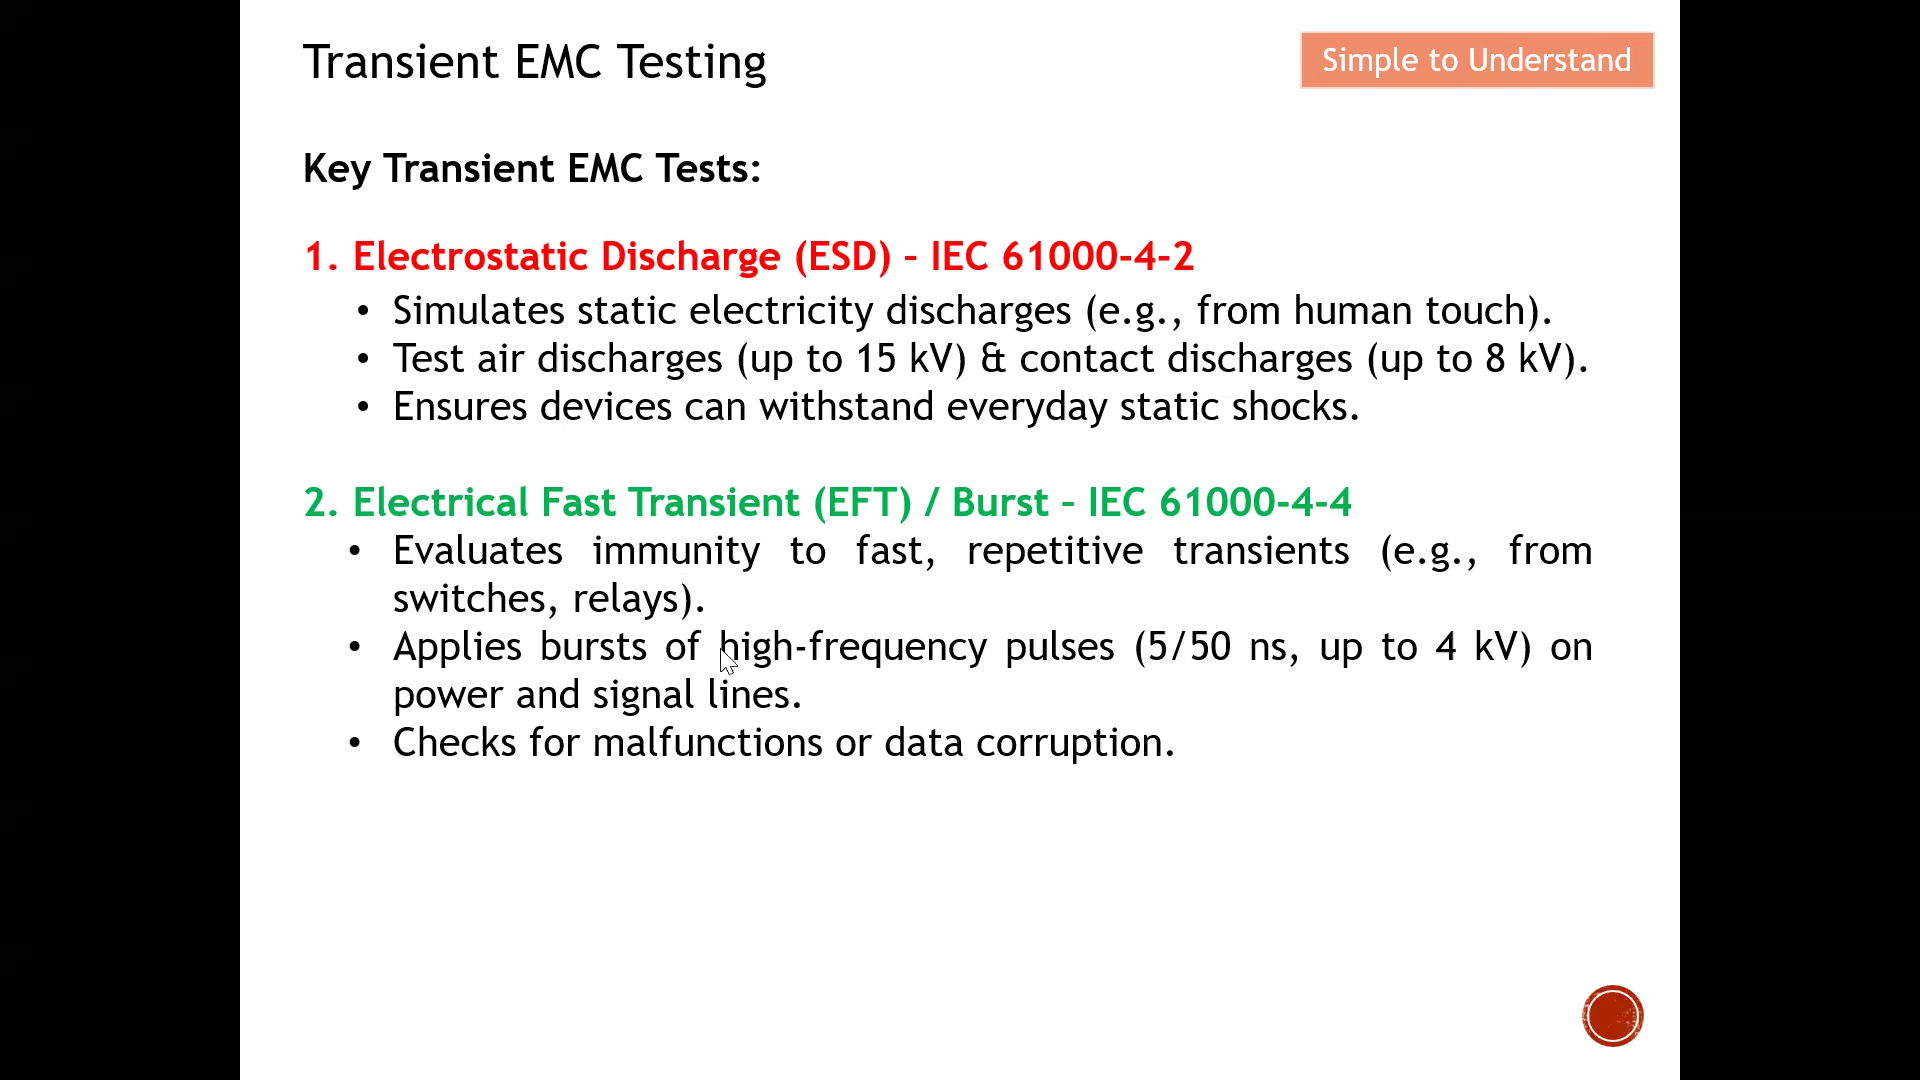 Transient EMC Testing
Simple to Understand
Key Transient EMC Tests:
1. Electrostatic Discharge (ESD) – IEC 61000-4-2
• Simulates static electricity discharges (e.g., from human touch).
• Test air discharges (up to 15 kV) & contact discharges (up to 8 kV).
• Ensures devices can withstand everyday static shocks.
2. Electrical Fast Transient (EFT) / Burst – IEC 61000-4-4
• Evaluates immunity to fast, repetitive transients (e.g., from
switches, relays).
• Applies bursts of high-frequency pulses (5/50 ns, up to 4 kV) on
power and signal lines.
• Checks for malfunctions or data corruption.